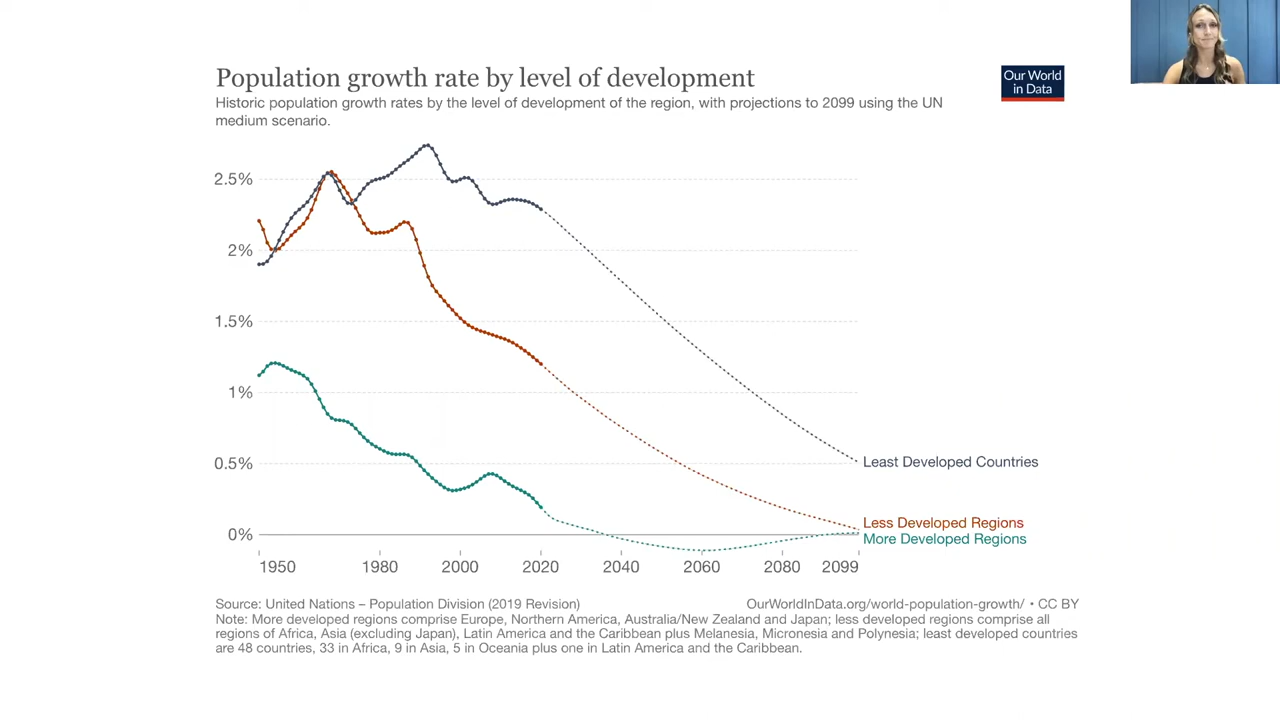 Population growth rate by level of development
Our World
in Data
Historic population growth rates by the level of development of the region, with projections to 2099 using the UN
medium scenario.
2.5%
2%
1.5%
1%
0.5%
Least Developed Countries
Less Developed Regions
0%
More Developed Regions
1950 1980 2000 2020 2040 2060 2080 2099
Source: United Nations – Population Division (2019 Revision) OurWorldInData.org/world-population-growth/ • CC BY
Note: More developed regions comprise Europe, Northern America, Australia/New Zealand and Japan; less developed regions comprise all
regions of Africa, Asia (excluding Japan), Latin America and the Caribbean plus Melanesia, Micronesia and Polynesia; least developed countries
are 48 countries, 33 in Africa, 9 in Asia, 5 in Oceania plus one in Latin America and the Caribbean.